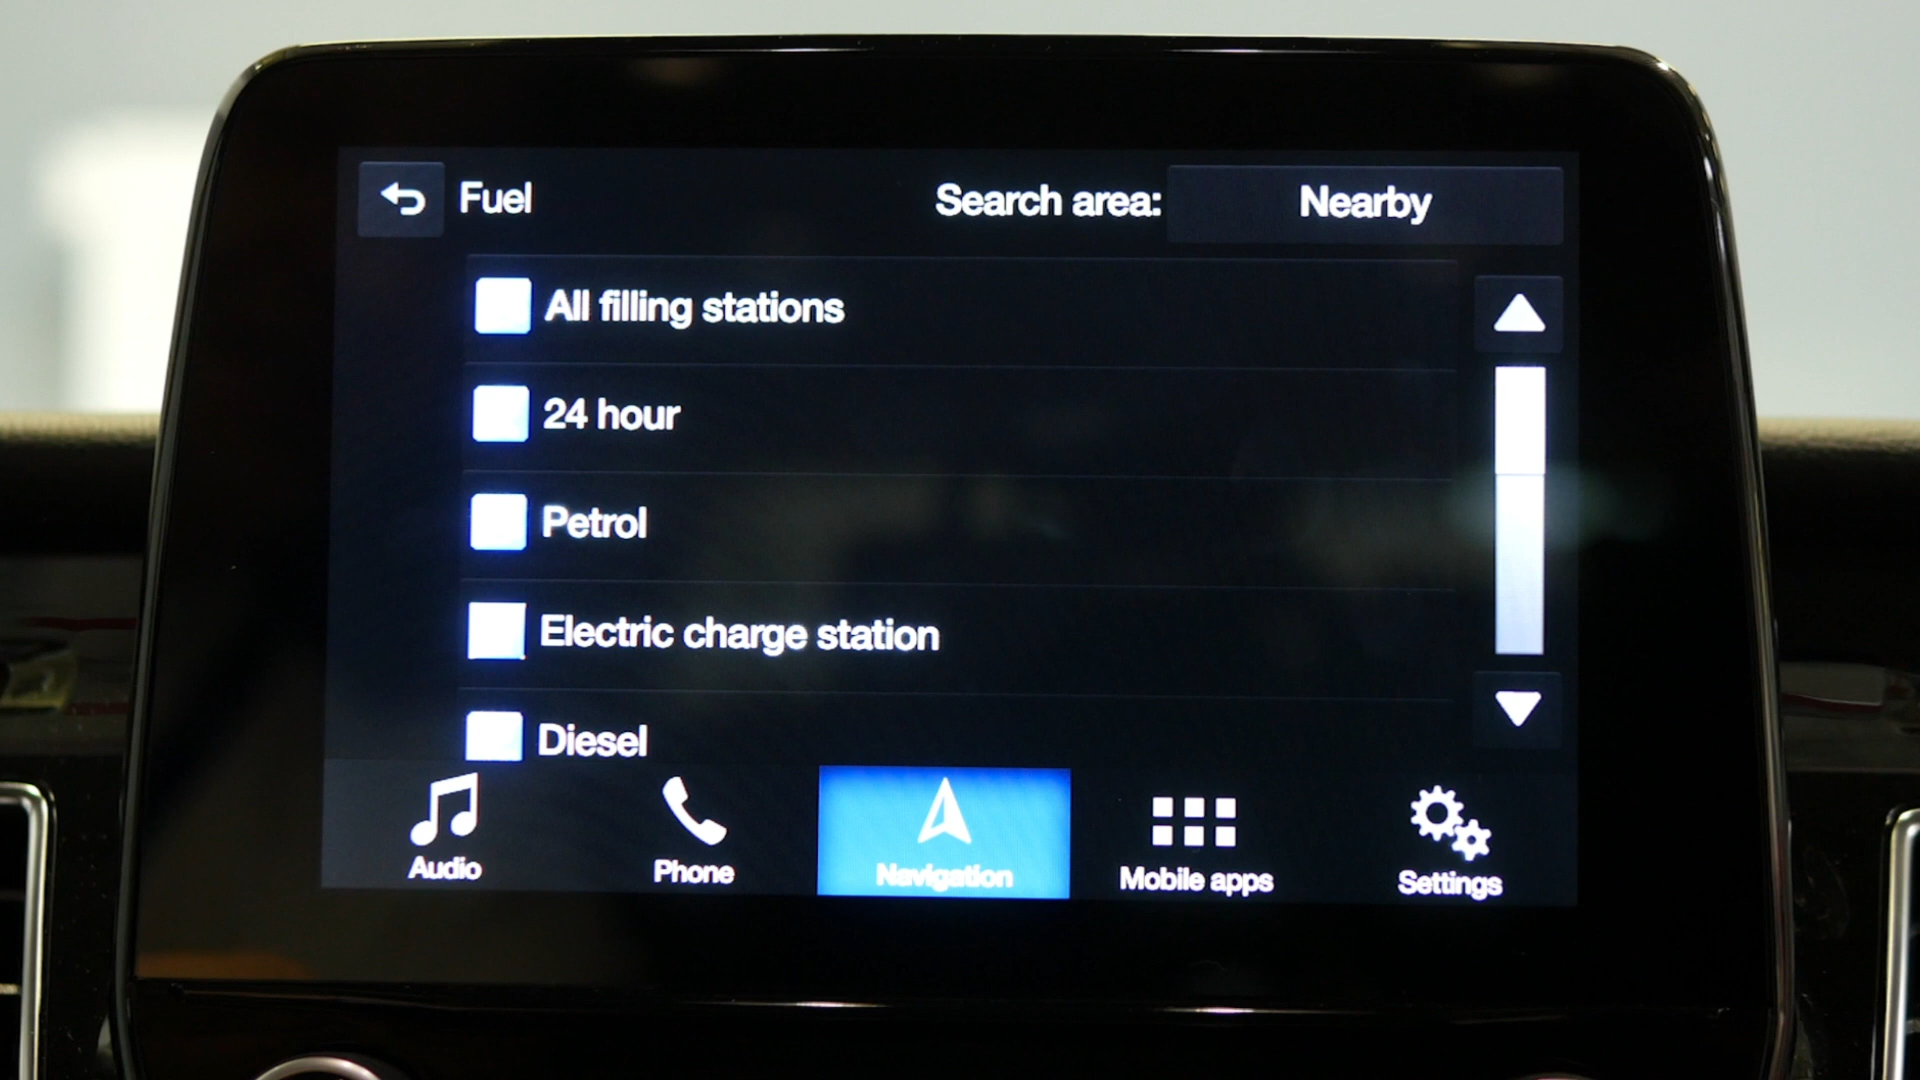 Fuel
Search area: Nearby
All filling stations
24 hour
Petrol
Electric charge station
Diesel
Audio
Phone
Navigation
Mobile apps
Settings